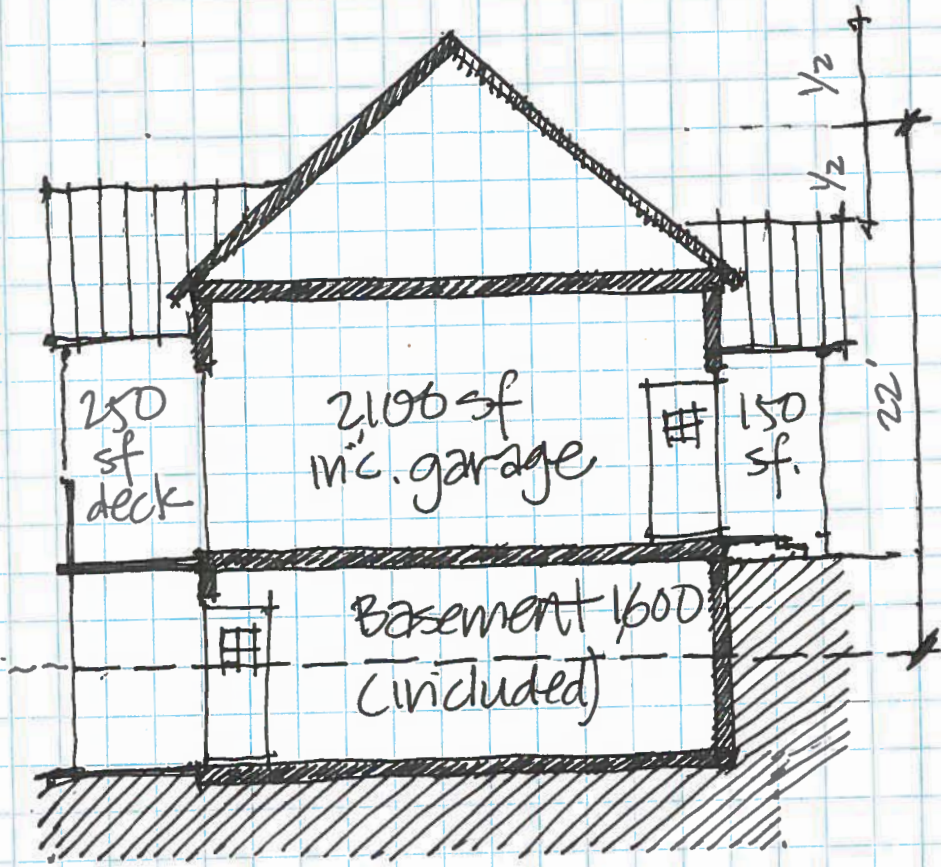 1/2
1/2
22'
250
sf
deck
2100 sf
inc. garage
150
sf.
Basement 1600
(included)